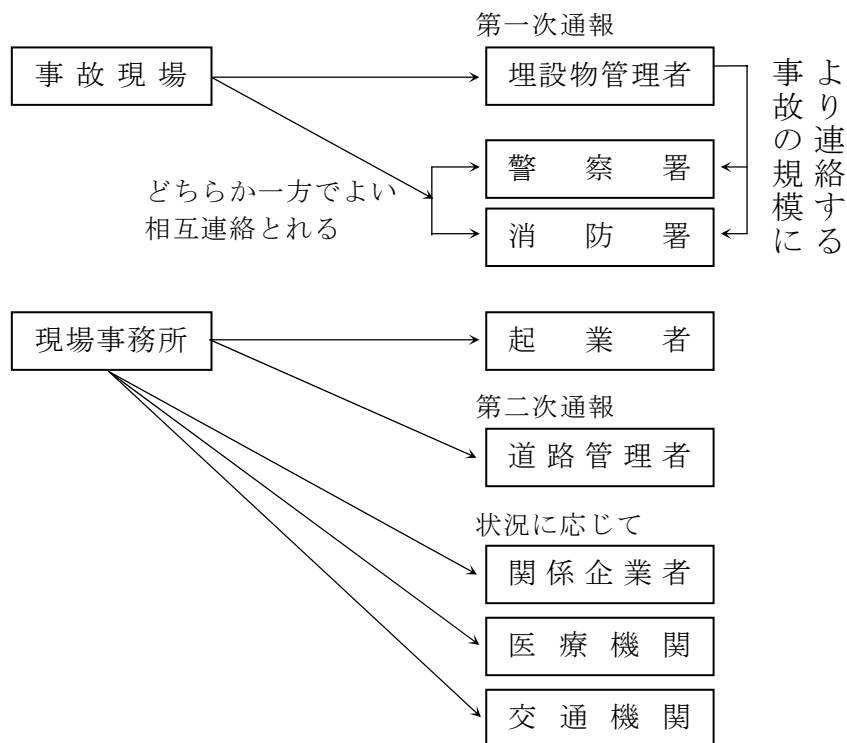 第一次通報
事故現場
埋設物管理者
事故の規模に
より連絡する
警察署
どちらか一方でよい
相互連絡とれる
消防署
現場事務所
起業者
第二次通報
道路管理者
状況に応じて
関係企業者
医療機関
交通機関